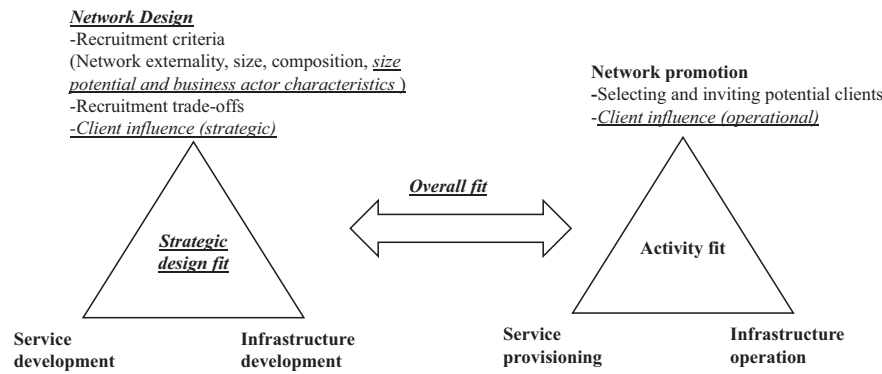 Network Design
-Recruitment criteria
(Network externality, size, composition, size
potential and business actor characteristics )
-Recruitment trade-offs
-Client influence (strategic)
Network promotion
-Selecting and inviting potential clients
-Client influence (operational)
Overall fit
Strategic
design fit
Activity fit
Service
development
Infrastructure
development
Service
provisioning
Infrastructure
operation